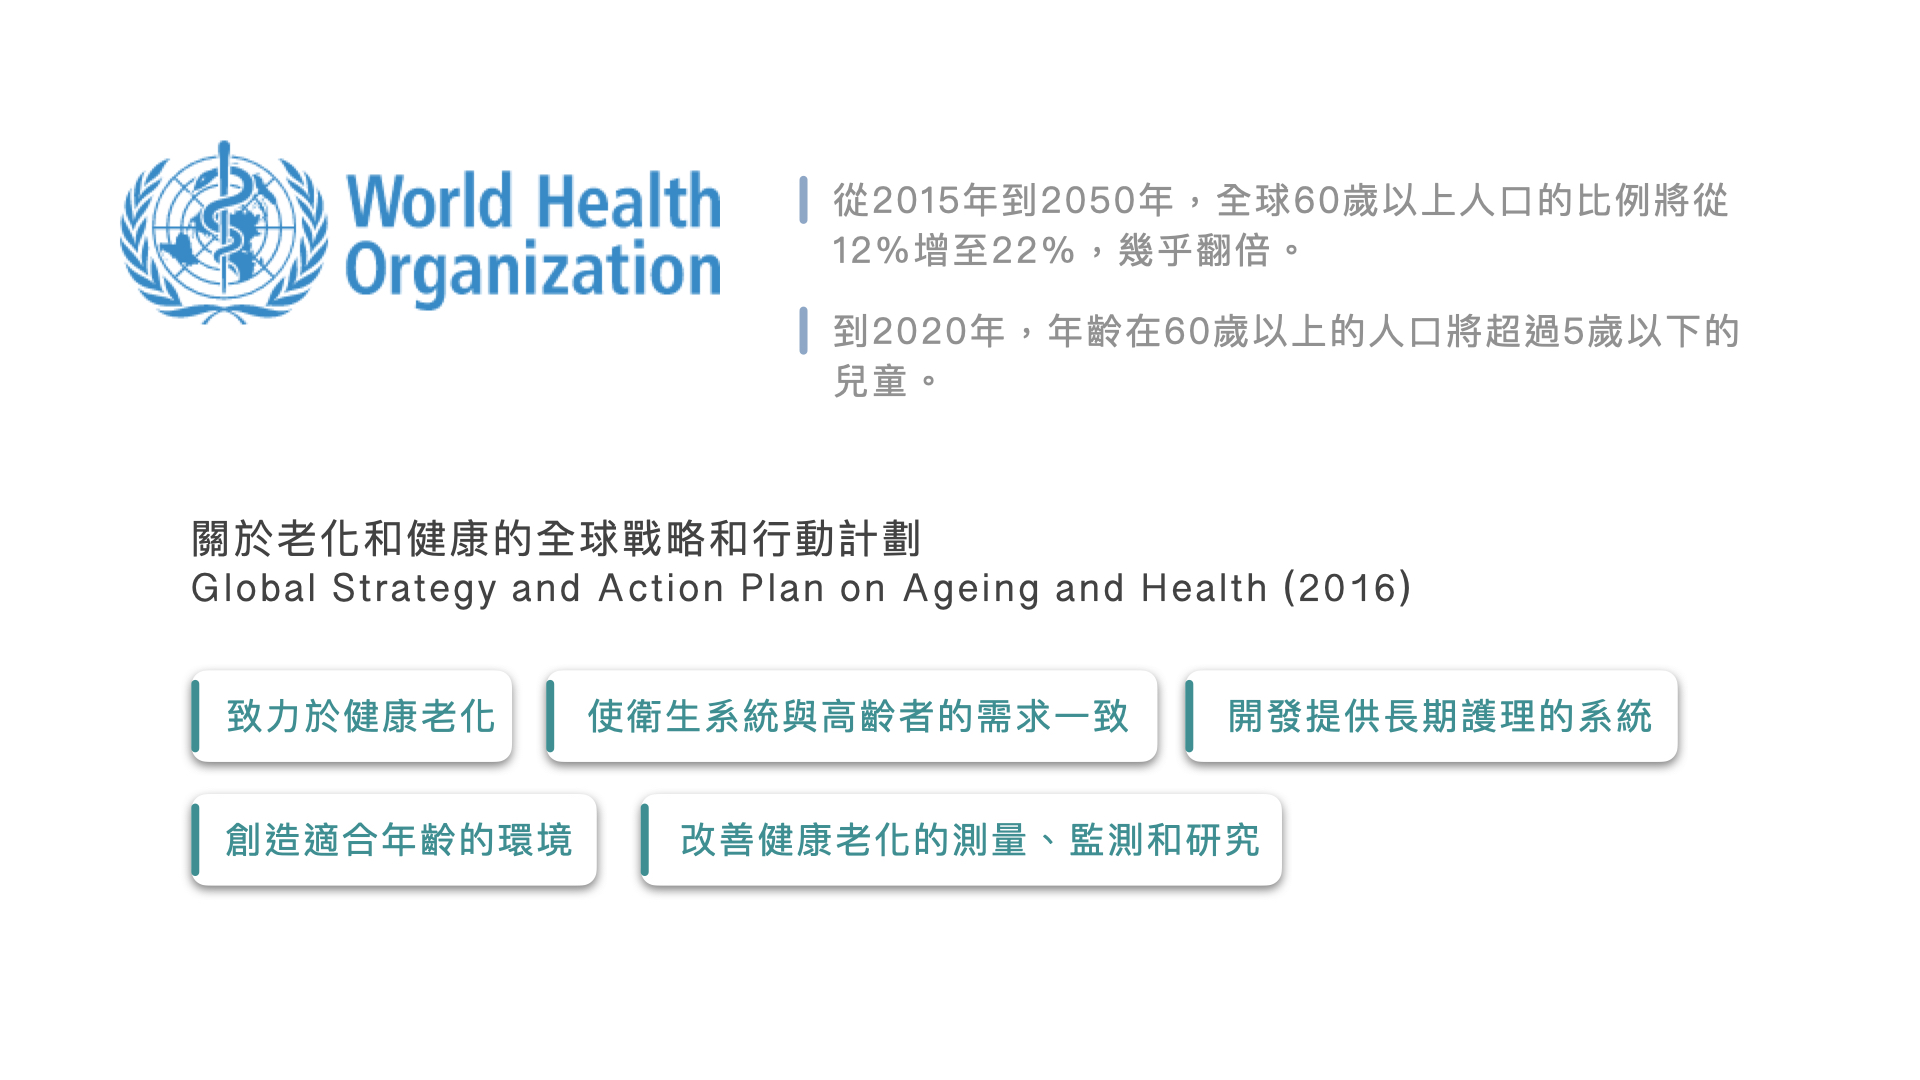 World Health
Organization
從2015年到2050年，全球60歲以上人口的比例將從
12%增至22%，幾乎翻倍。
到2020年，年齡在60歲以上的人口將超過5歲以下的
兒童。
關於老化和健康的全球戰略和行動計劃
Global Strategy and Action Plan on Ageing and Health (2016)
致力於健康老化
使衛生系統與高齡者的需求一致
開發提供長期護理的系統
創造適合年齡的環境
改善健康老化的測量、監測和研究